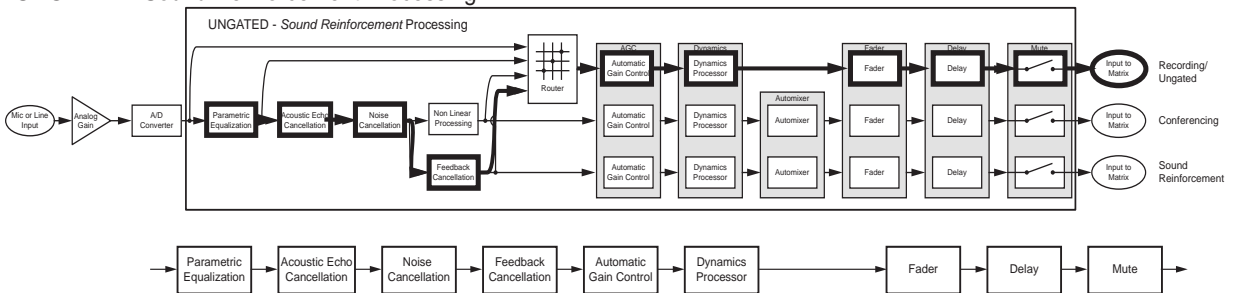 UNGATED - Sound Reinforcement Processing
AGC
Dynamics
Fader
Delay
Mute
Router
Automatic
Gain Control
Dynamics
Processor
Fader
Delay
Input to
Matrix
Recording/
Ungated
Mic or Line
Input
Analog
Gain
A/D
Converter
Parametric
Equalization
Acoustic Echo
Cancellation
Noise
Cancellation
Non Linear
Processing
Automatic
Gain Control
Dynamics
Processor
Automixer
Automixer
Fader
Delay
Input to
Matrix
Conferencing
Feedback
Cancellation
Automatic
Gain Control
Dynamics
Processor
Automixer
Fader
Delay
Input to
Matrix
Sound
Reinforcement
Parametric
Equalization
Acoustic Echo
Cancellation
Noise
Cancellation
Feedback
Cancellation
Automatic
Gain Control
Dynamics
Processor
Fader
Delay
Mute